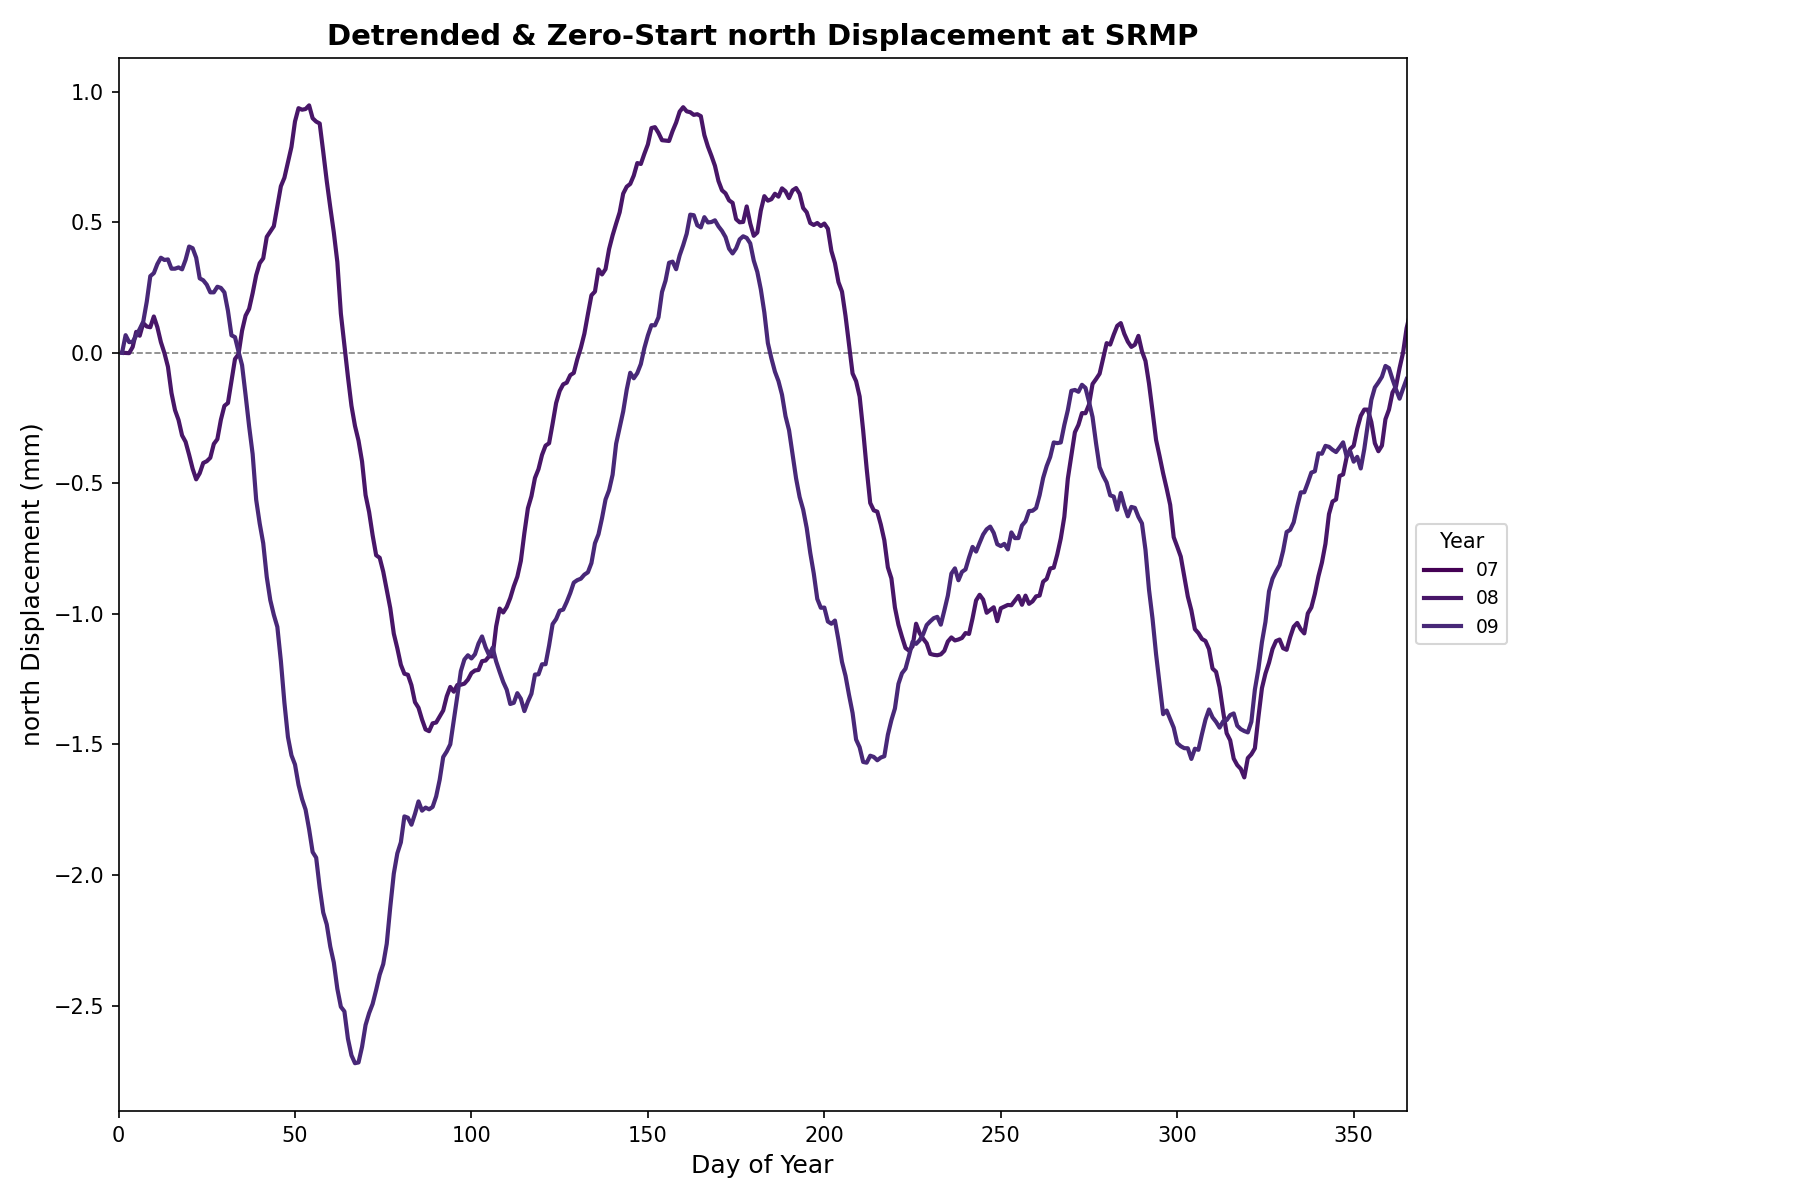 Detrended & Zero-Start north Displacement at SRMP
north Displacement (mm)
1.0
0.5
0.0
−0.5
−1.0
−1.5
−2.0
−2.5
0 50 100 150 200 250 300 350
Day of Year
Year
07
08
09